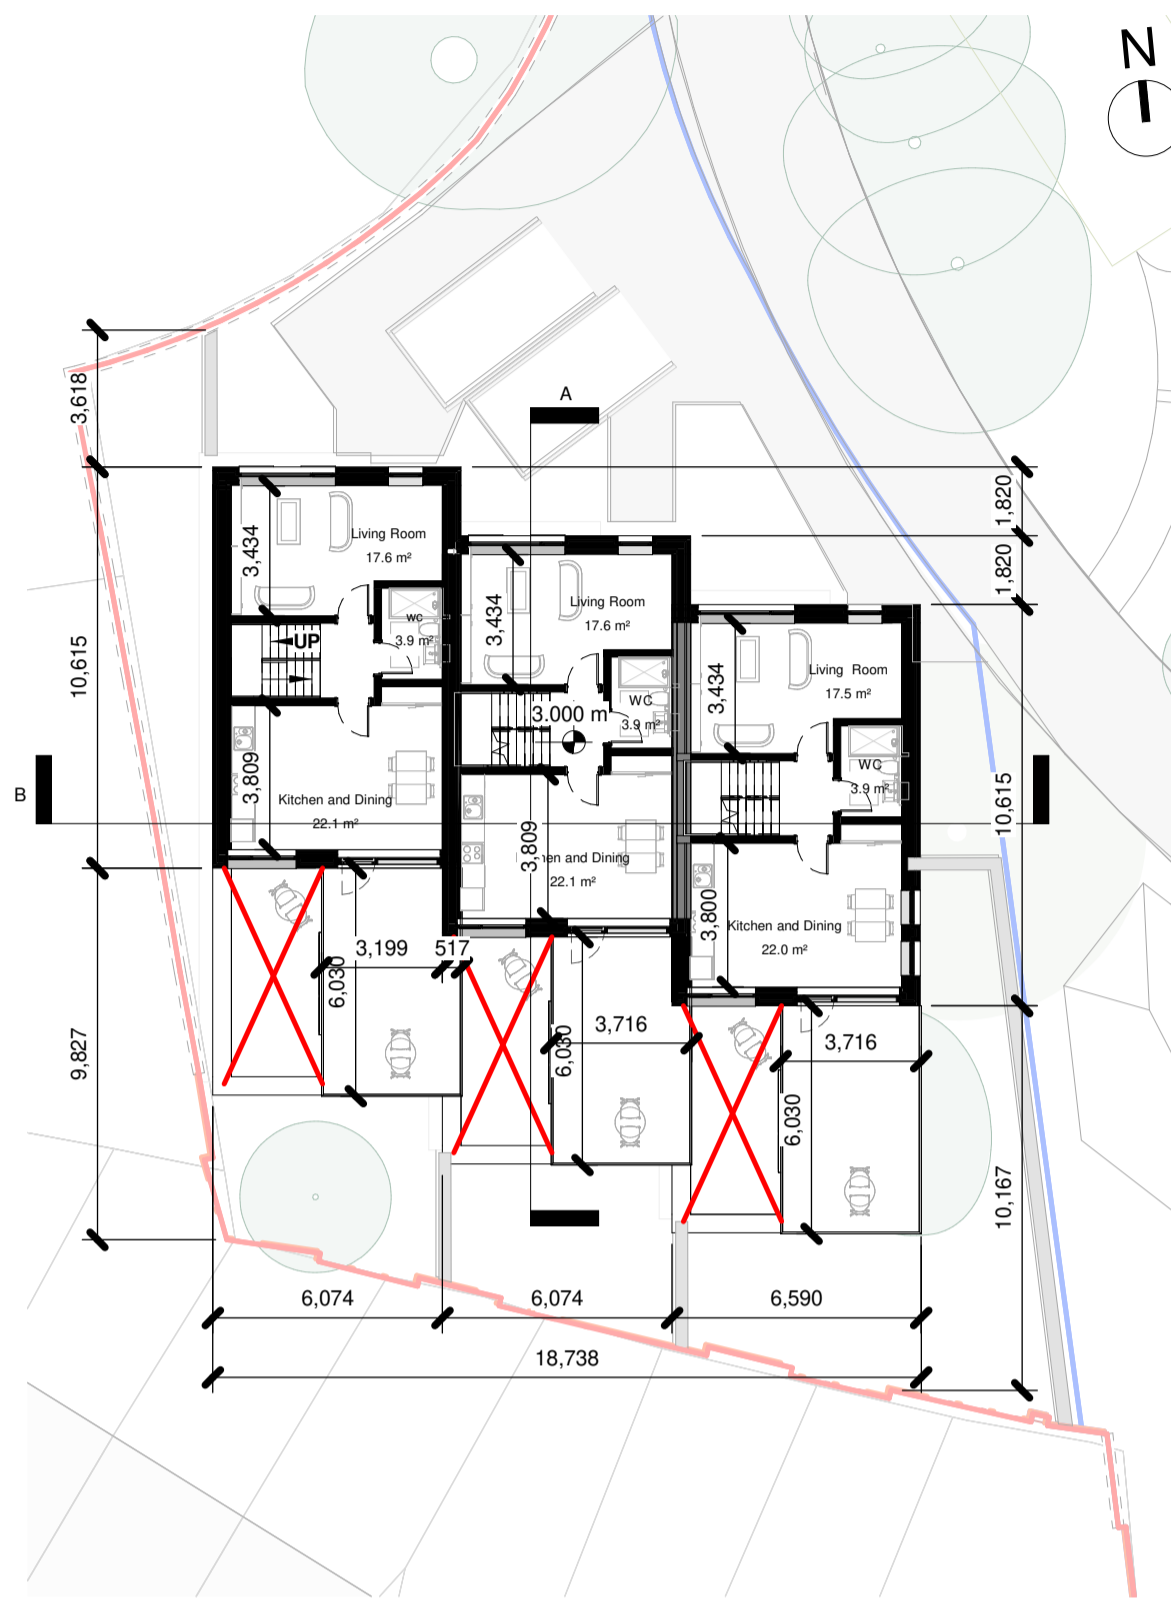 N
3,618
A
1,820
3,434
Living Room
17.6 m²
1,820
3,434
Living Room
17.6 m²
wc
3.9 m²
UP
10,615
3,434
Living Room
17.5 m²
WC
3.9 m²
3.000 m
B
3,809
Kitchen and Dining
22.1 m²
WC
3.9 m²
10,615
3,809
en and Dining
22.1 m²
3,800
Kitchen and Dining
22.0 m²
3,199
517
6,030
9,827
3,716
6,030
3,716
6,030
10,167
6,074
6,074
6,590
18,738